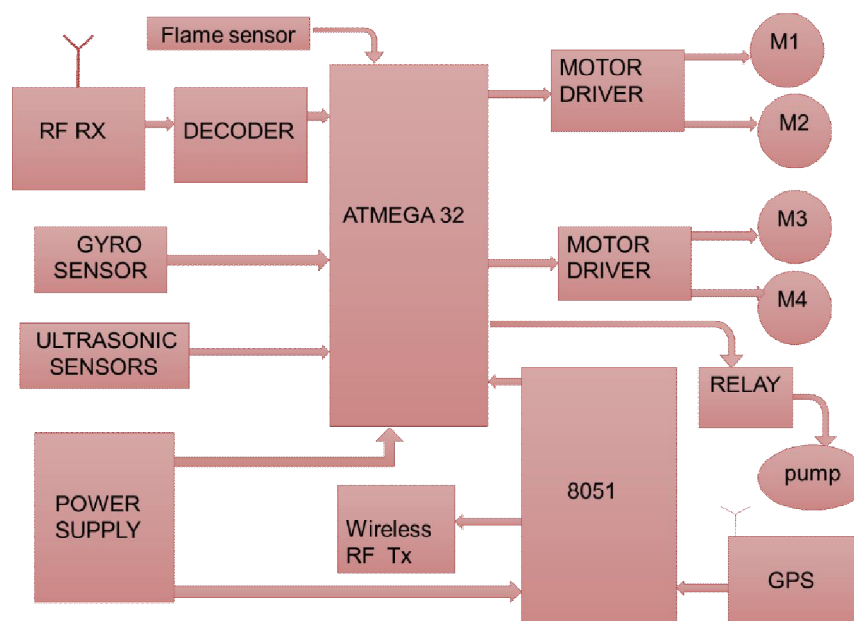 Flame sensor
RF RX
DECODER
ATMEGA 32
MOTOR
DRIVER
M1
M2
GYRO
SENSOR
MOTOR
DRIVER
M3
M4
ULTRASONIC
SENSORS
RELAY
pump
POWER
SUPPLY
Wireless
RF Tx
8051
GPS